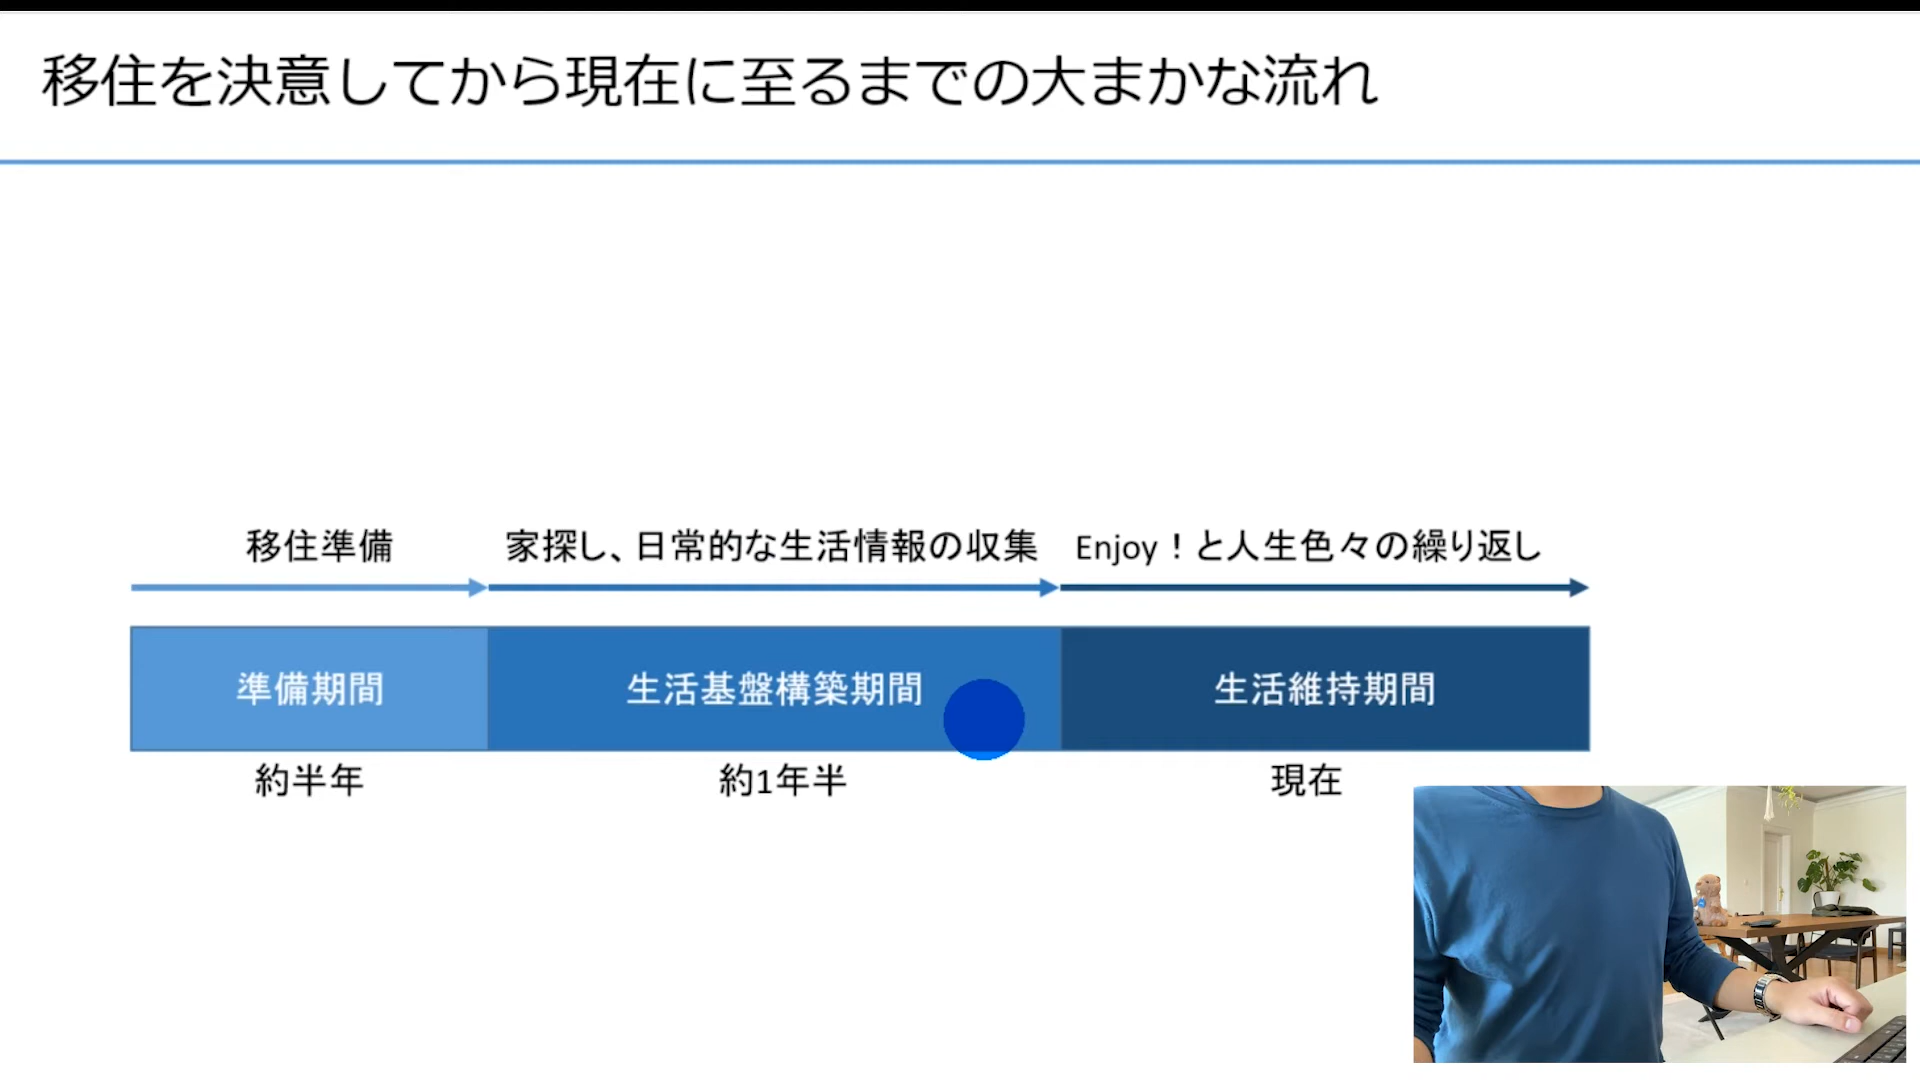 移住を決意してから現在に至るまでの大まかな流れ
移住準備
家探し、日常的な生活情報の収集
Enjoy！と人生色々の繰り返し
準備期間
生活基盤構築期間
生活維持期間
約半年
約1年半
現在